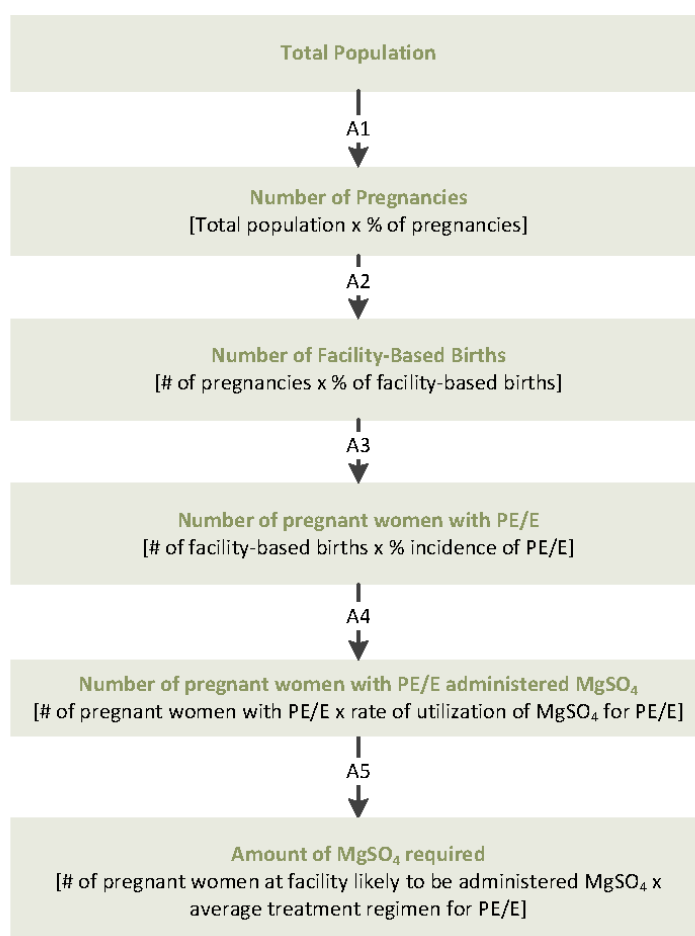 Total Population
A1
Number of Pregnancies
[Total population x % of pregnancies]
A2
Number of Facility-Based Births
[# of pregnancies x % of facility-based births]
A3
Number of pregnant women with PE/E
[# of facility-based births x % incidence of PE/E]
A4
Number of pregnant women with PE/E administered MgSO₄
[# of pregnant women with PE/E x rate of utilization of MgSO₄ for PE/E]
A5
Amount of MgSO₄ required
[# of pregnant women at facility likely to be administered MgSO₄ x
average treatment regimen for PE/E]